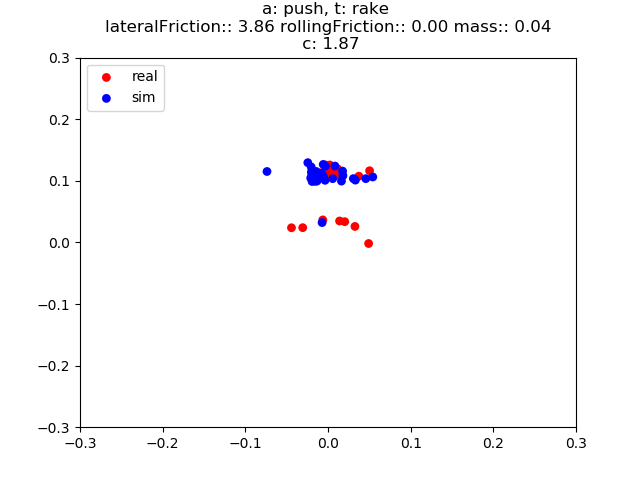 a: push, t: rake
lateralFriction:: 3.86 rollingFriction:: 0.00 mass:: 0.04
c: 1.87
real
sim
0.3
0.2
0.1
0.0
−0.1
−0.2
−0.3
−0.3 −0.2 −0.1 0.0 0.1 0.2 0.3